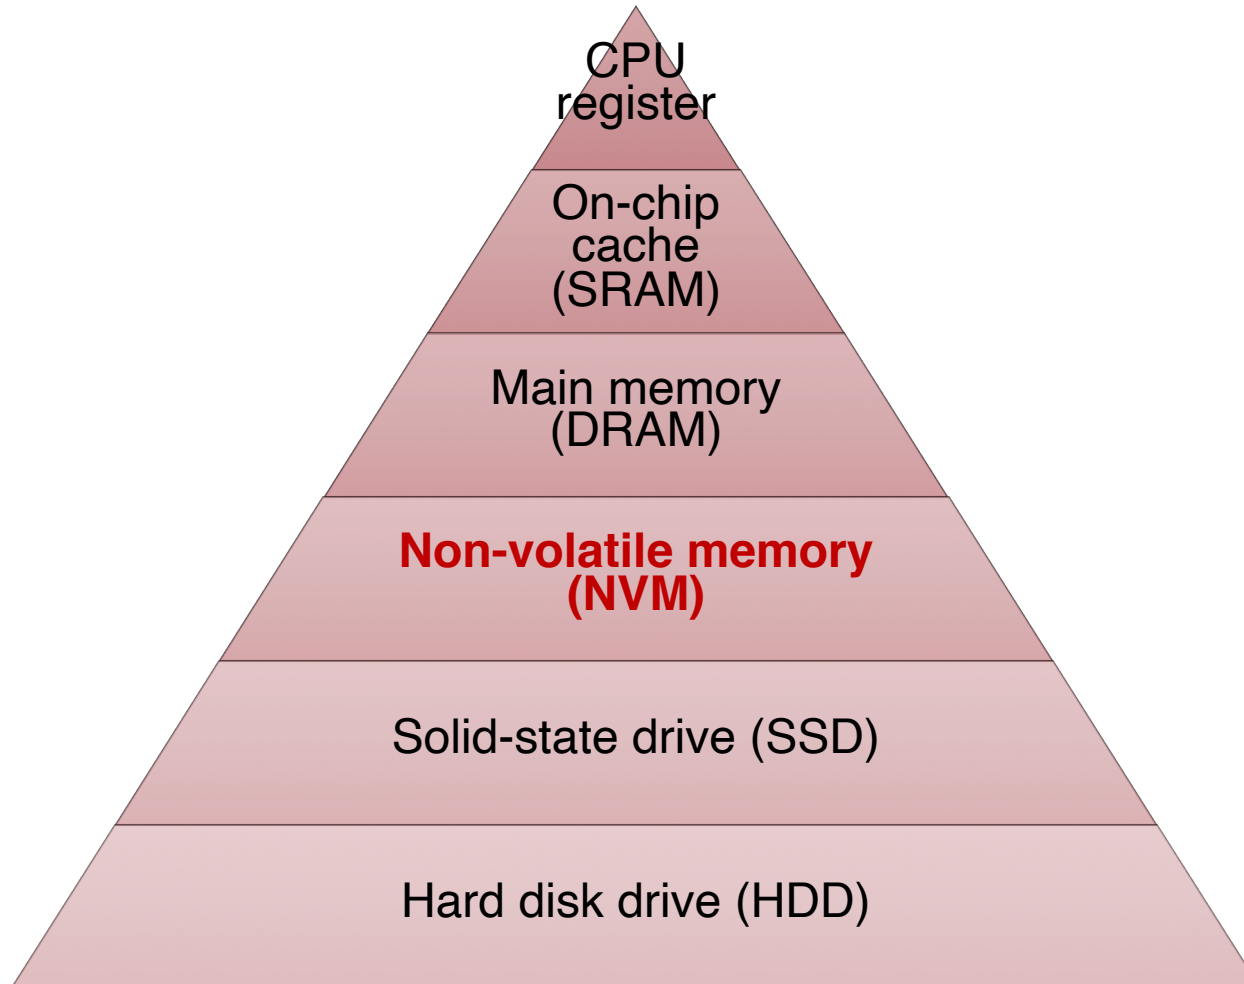 CPU
register
On-chip
cache
(SRAM)
Main memory
(DRAM)
Non-volatile memory
(NVM)
Solid-state drive (SSD)
Hard disk drive (HDD)